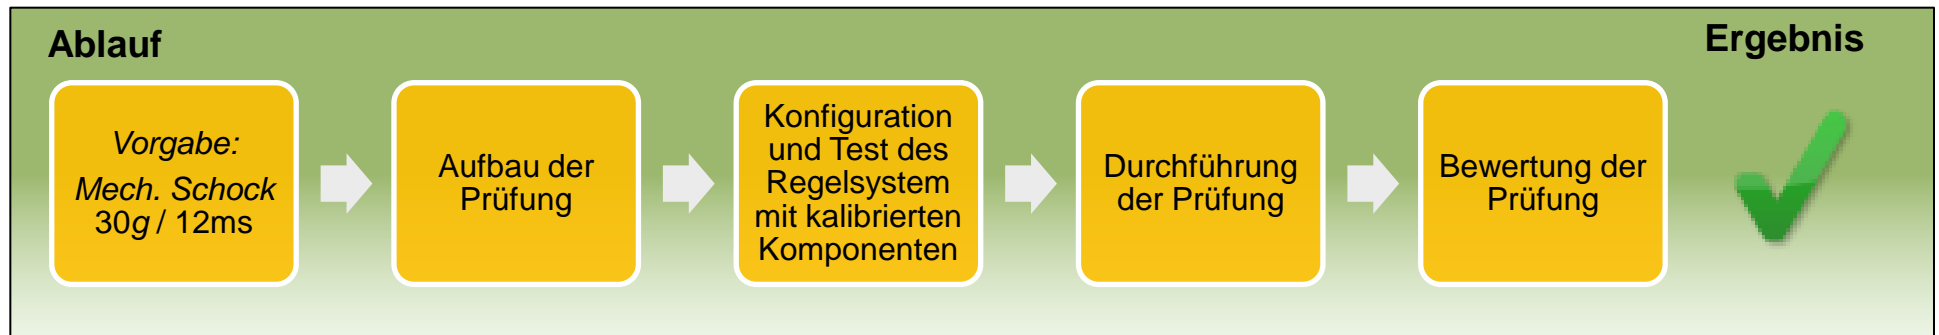 Ablauf
Ergebnis
Vorgabe:
Mech. Schock
30g / 12ms
Aufbau der
Prüfung
Konfiguration
und Test des
Regelsystem
mit kalibrierten
Komponenten
Durchführung
der Prüfung
Bewertung der
Prüfung